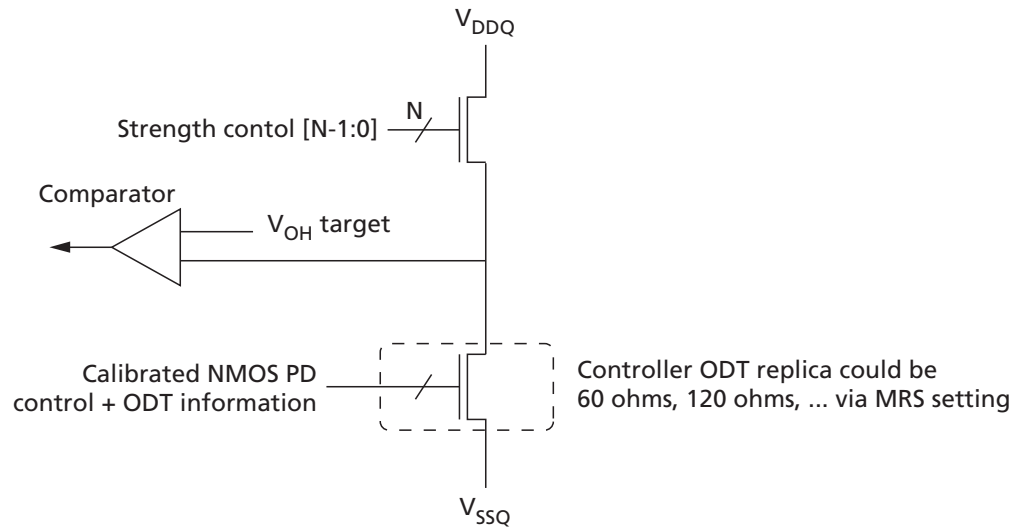 VDDQ
N
Strength contol [N-1:0]
Comparator
VOH target
Calibrated NMOS PD
control + ODT information
Controller ODT replica could be
60 ohms, 120 ohms, ... via MRS setting
VSSQ